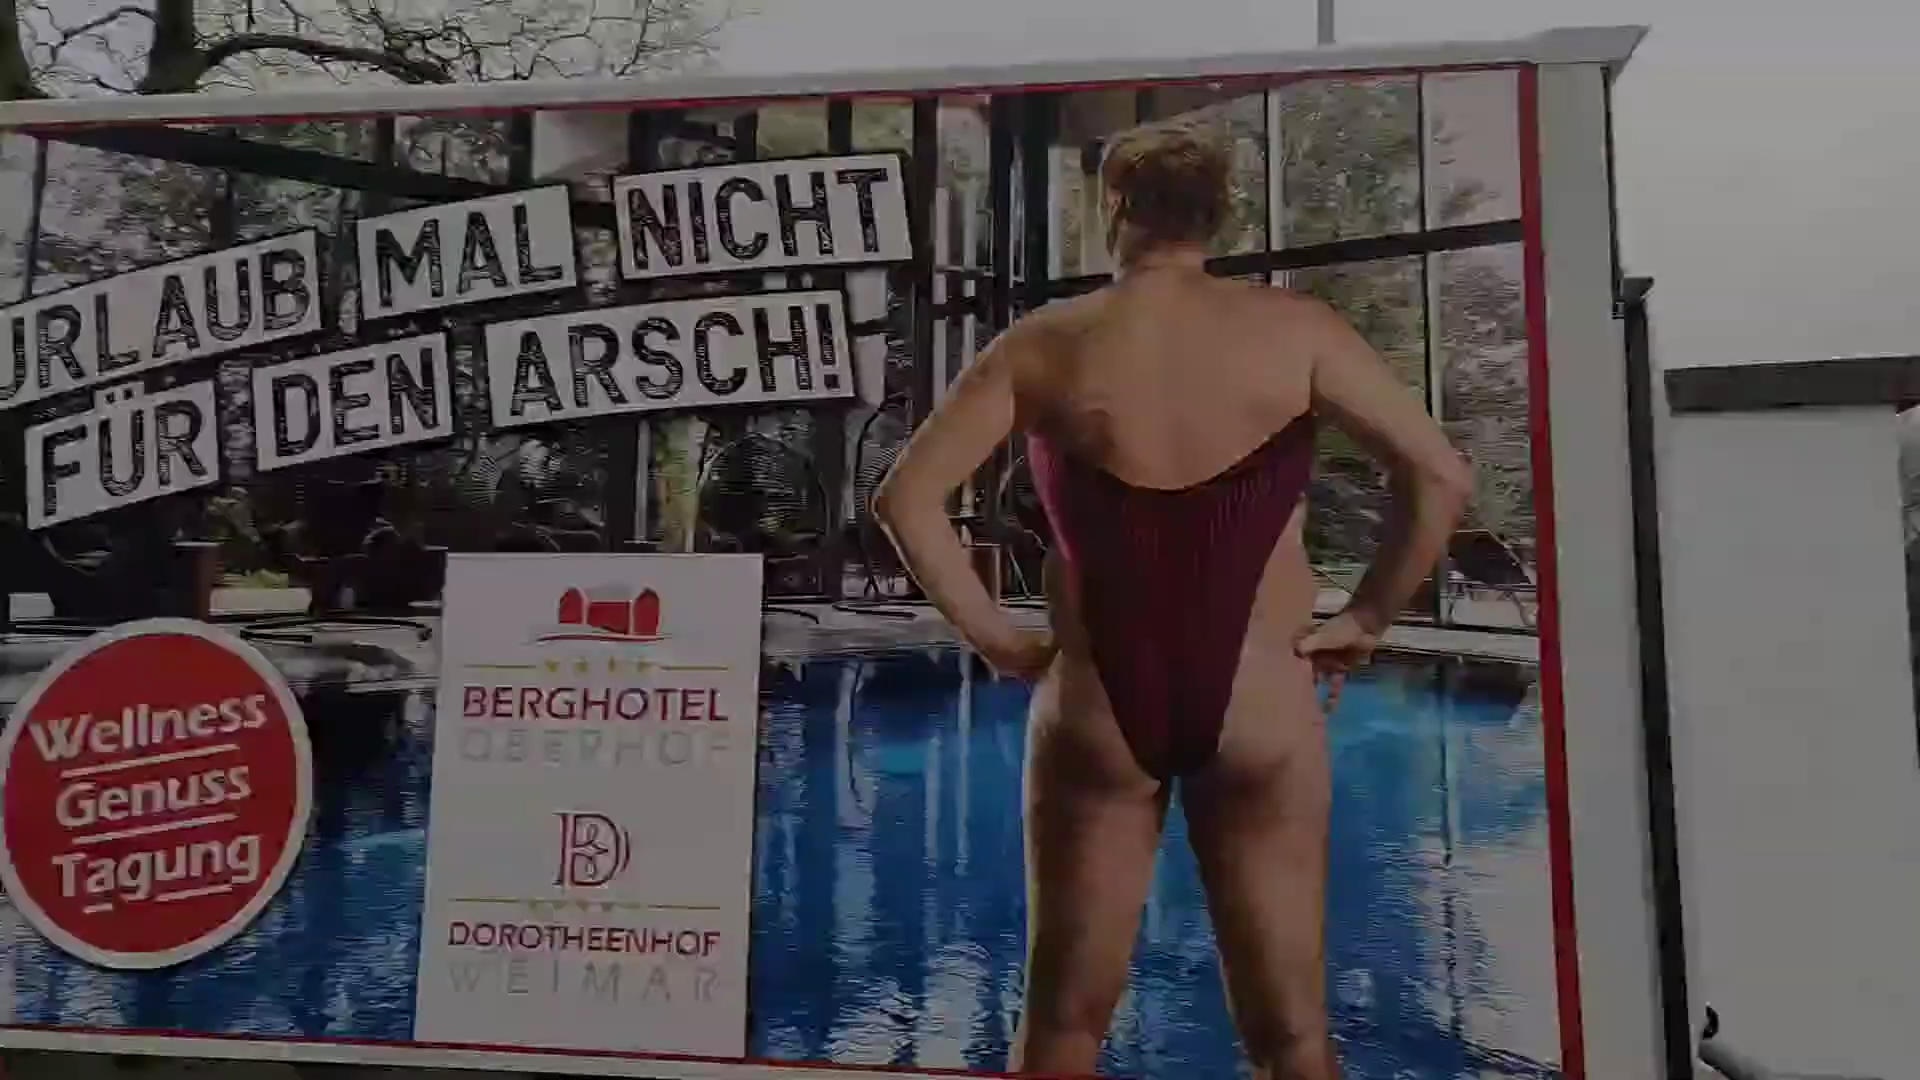 URLAUB MAL NICHT
FÜR DEN ARSCH!
Wellness
Genuss
Tagung
BERGHOTEL
OBERHOF
D
DOROTHEENHOF
WEIMAR